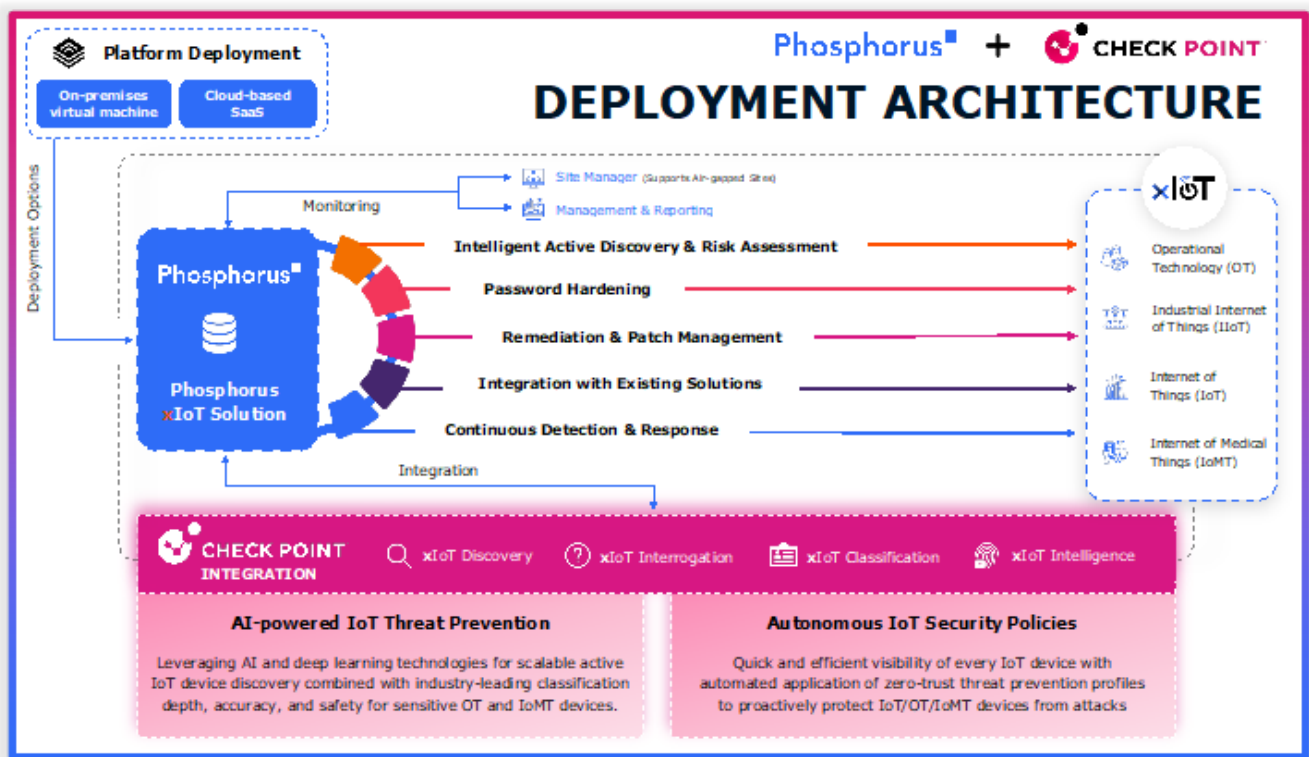 Platform Deployment
On-premises
virtual machine
Cloud-based
SaaS
Phosphorus + CHECK POINT
DEPLOYMENT ARCHITECTURE
Deployment Options
Monitoring
Site Manager (Supports Air-gapped Sites)
Management & Reporting
Phosphorus
Phosphorus
xIoT Solution
Intelligent Active Discovery & Risk Assessment
Password Hardening
Remediation & Patch Management
Integration with Existing Solutions
Continuous Detection & Response
xIoT
Operational
Technology (OT)
Industrial Internet
of Things (IIoT)
Internet of
Things (IoT)
Internet of Medical
Things (IoMT)
Integration
CHECK POINT
INTEGRATION
xIoT Discovery
xIoT Interrogation
xIoT Classification
xIoT Intelligence
AI-powered IoT Threat Prevention
Leveraging AI and deep learning technologies for scalable active
IoT device discovery combined with industry-leading classification
depth, accuracy, and safety for sensitive OT and IoMT devices.
Autonomous IoT Security Policies
Quick and efficient visibility of every IoT device with
automated application of zero-trust threat prevention profiles
to proactively protect IoT/OT/IoMT devices from attacks